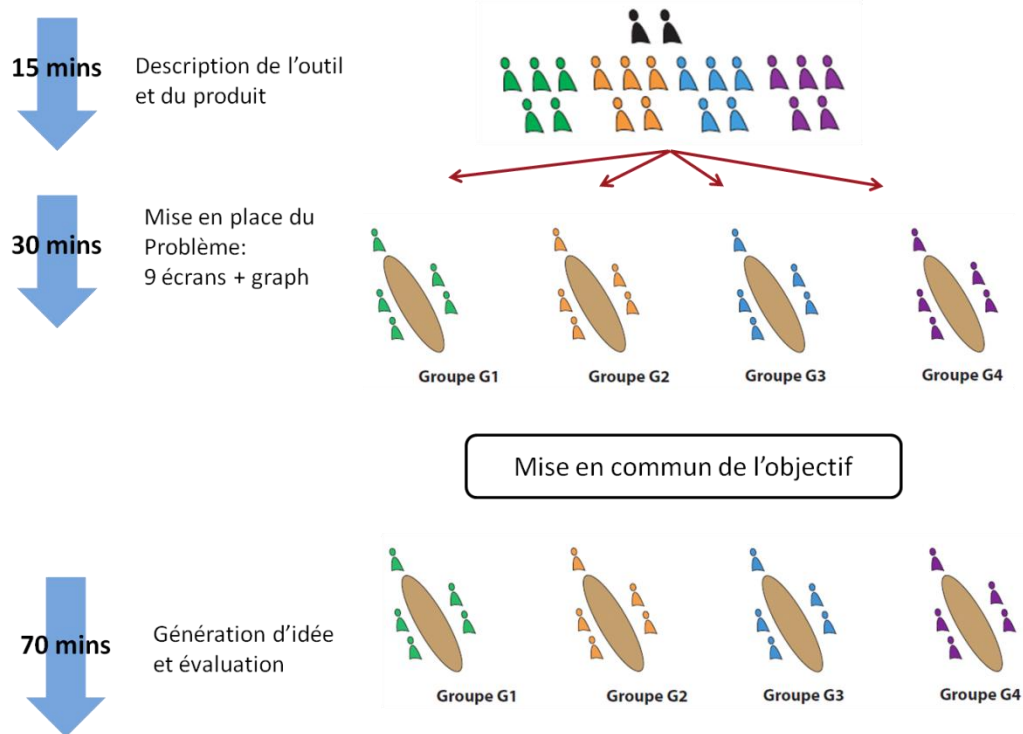 15 mins
Description de l'outil
et du produit
30 mins
Mise en place du
Problème:
9 écrans + graph
Groupe G1
Groupe G2
Groupe G3
Groupe G4
Mise en commun de l'objectif
70 mins
Génération d'idée
et évaluation
Groupe G1
Groupe G2
Groupe G3
Groupe G4